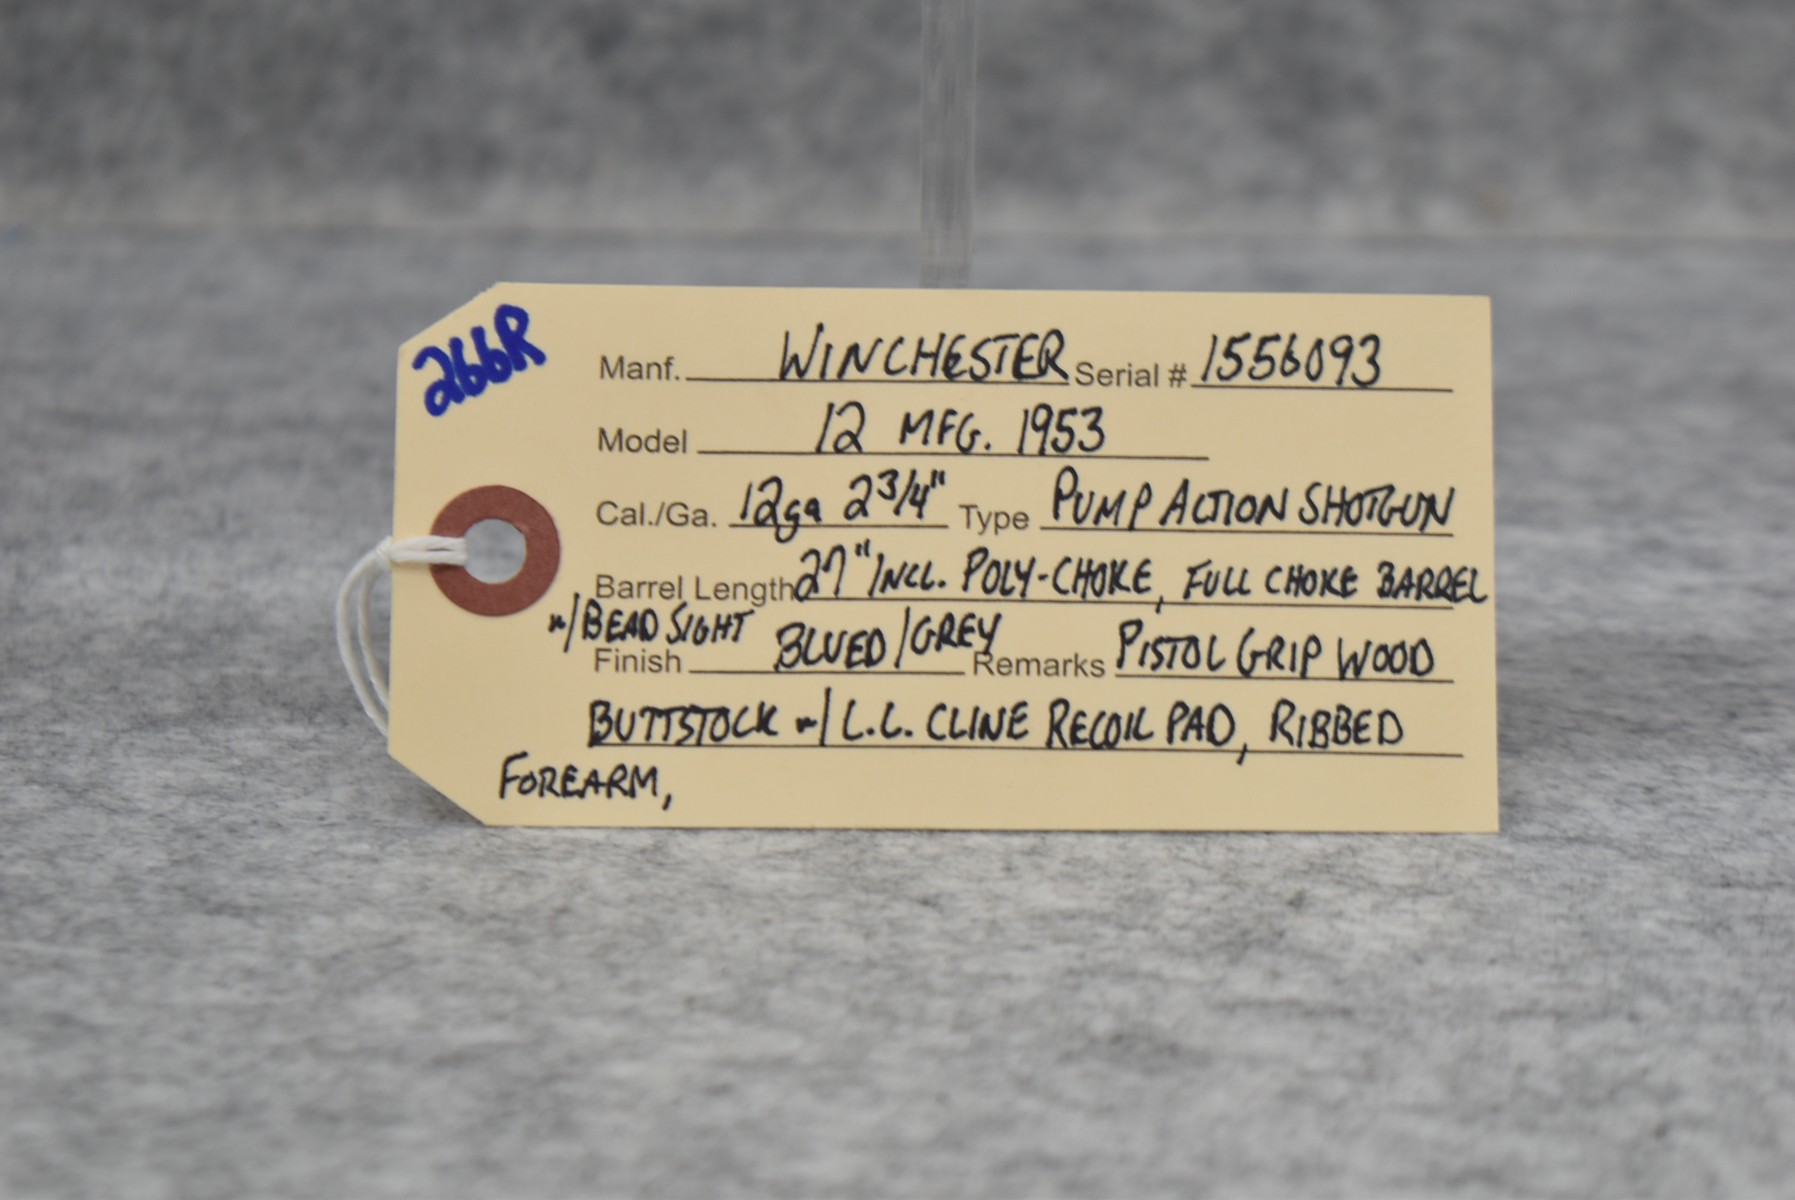 266R
Manf. WINCHESTER Serial # 1556093
Model 12 MFG. 1953
Cal./Ga. 12ga 2 3/4" Type PUMP ACTION SHOTGUN
Barrel Length 27" INCL. POLY-CHOKE, FULL CHOKE BARREL
w/ BEAD SIGHT
Finish BLUED/GREY Remarks PISTOL GRIP WOOD
BUTTSTOCK w/ L.L. CLINE RECOIL PAD, RIBBED
FOREARM,